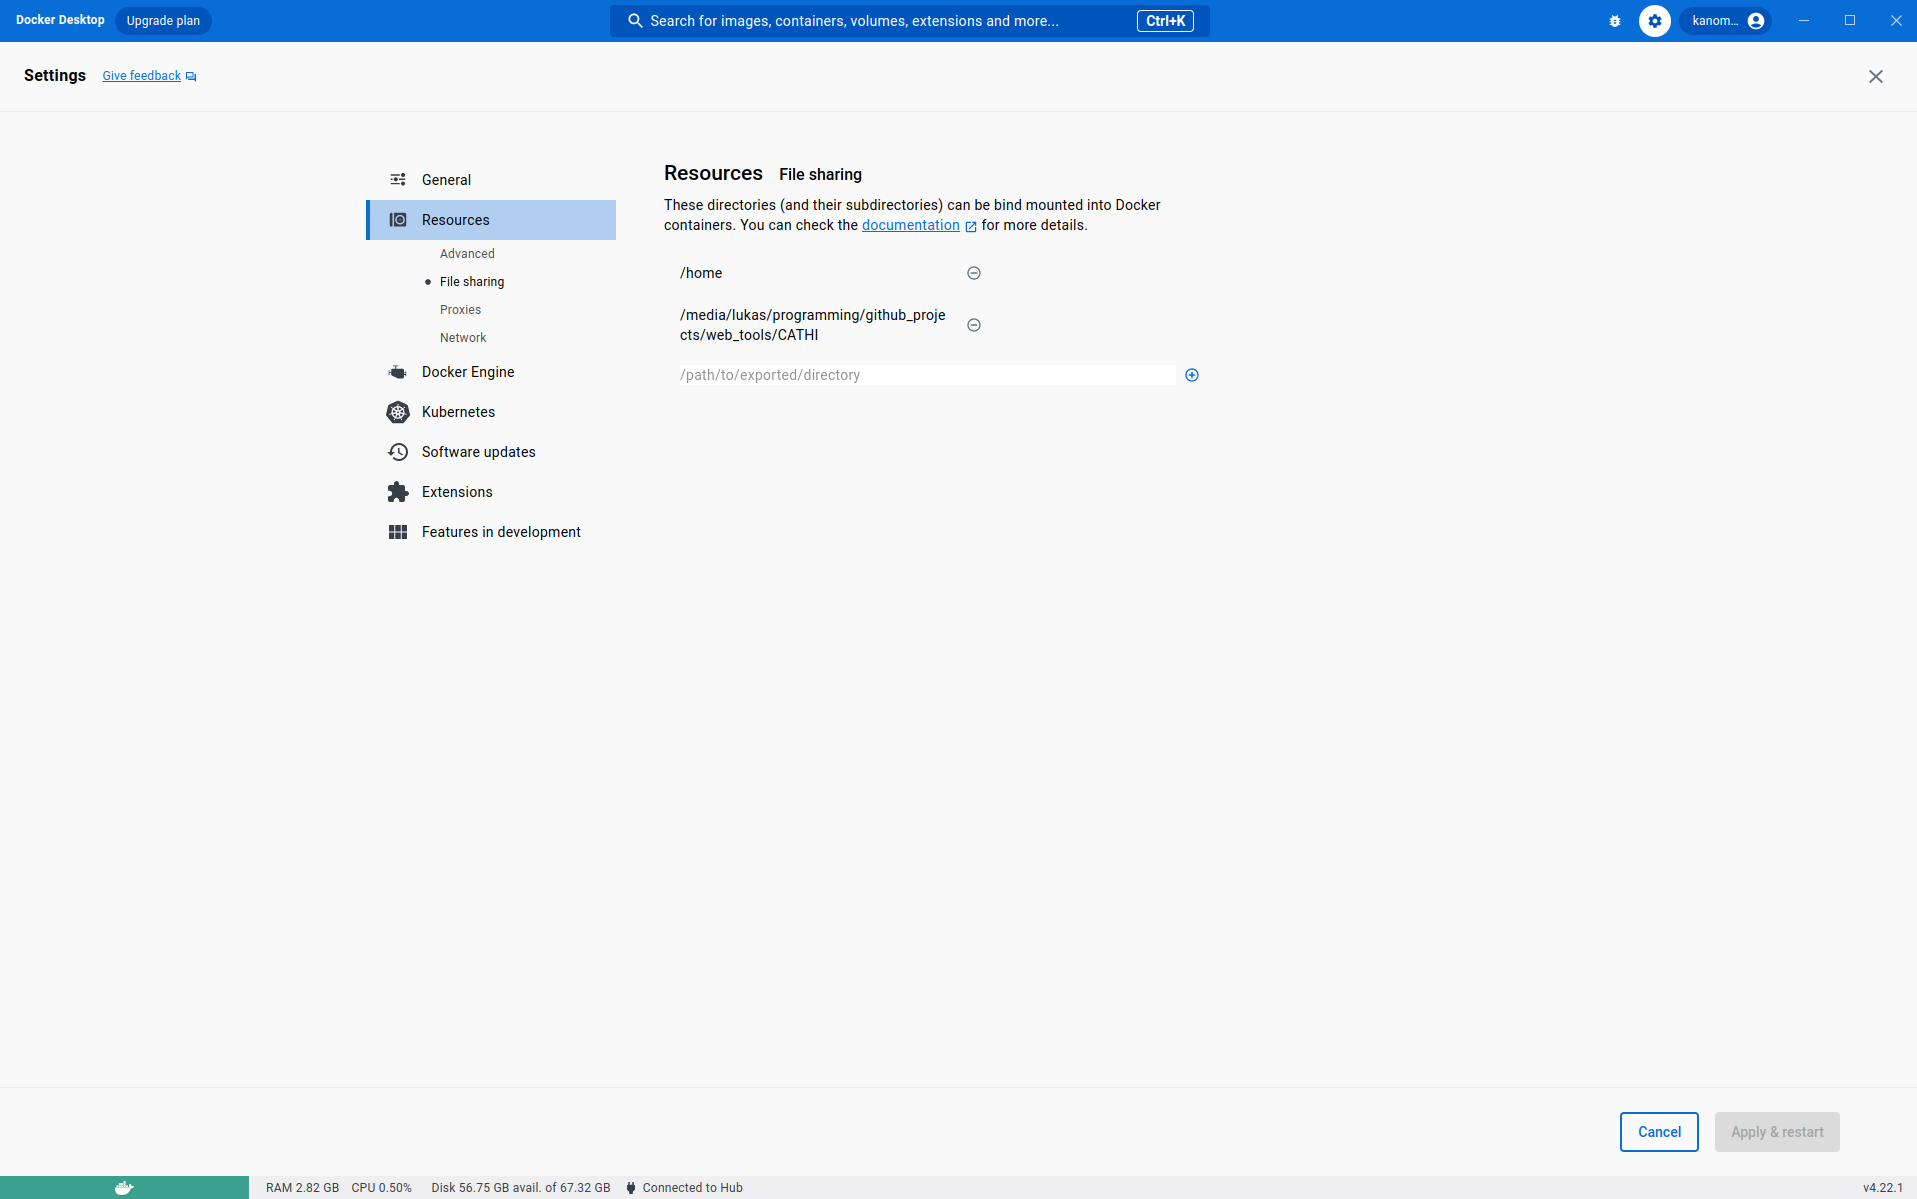 Docker Desktop Upgrade plan Search for images, containers, volumes, extensions and more... Ctrl+K kanom...
Settings Give feedback
General
Resources
Advanced
File sharing
Proxies
Network
Docker Engine
Kubernetes
Software updates
Extensions
Features in development
Resources File sharing
These directories (and their subdirectories) can be bind mounted into Docker
containers. You can check the documentation for more details.
/home
/media/lukas/programming/github_proje
cts/web_tools/CATHI
/path/to/exported/directory
Cancel Apply & restart
RAM 2.82 GB CPU 0.50% Disk 56.75 GB avail. of 67.32 GB Connected to Hub v4.22.1